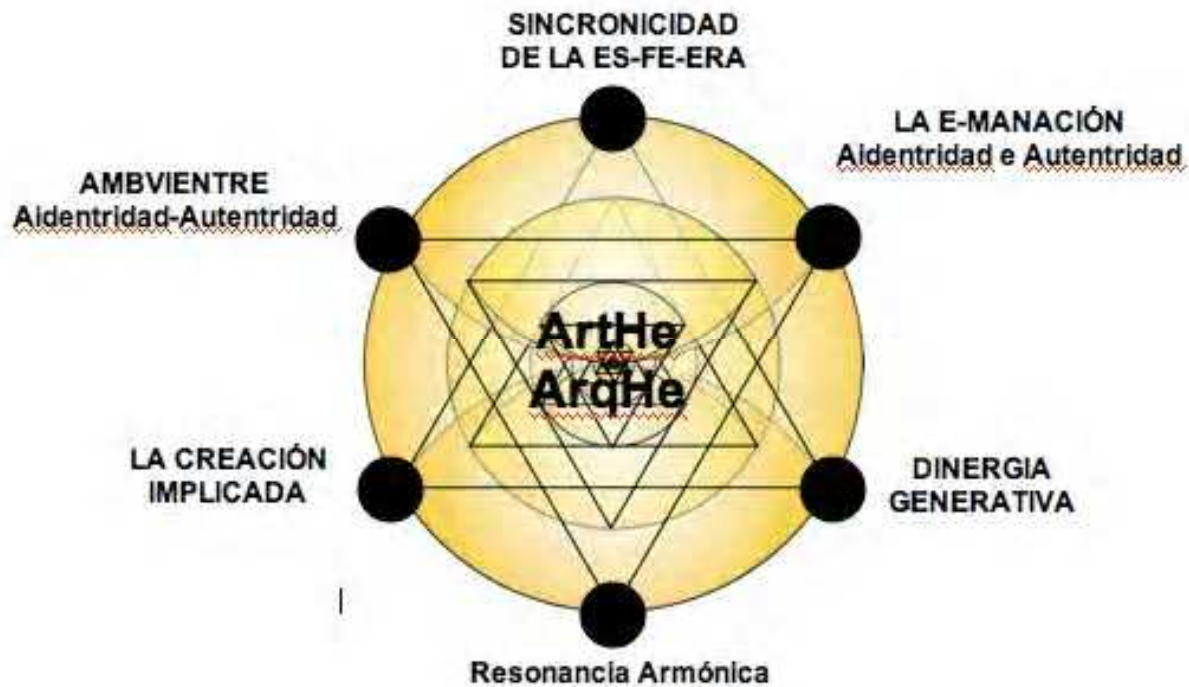 SINCRONICIDAD
DE LA ES-FE-ERA
LA E-MANACIÓN
Aidentridad e Autentridad
AMBVIENTRE
Aidentridad-Autentridad
ArtHe
ArqHe
LA CREACIÓN
IMPLICADA
DINERGIA
GENERATIVA
Resonancia Armónica